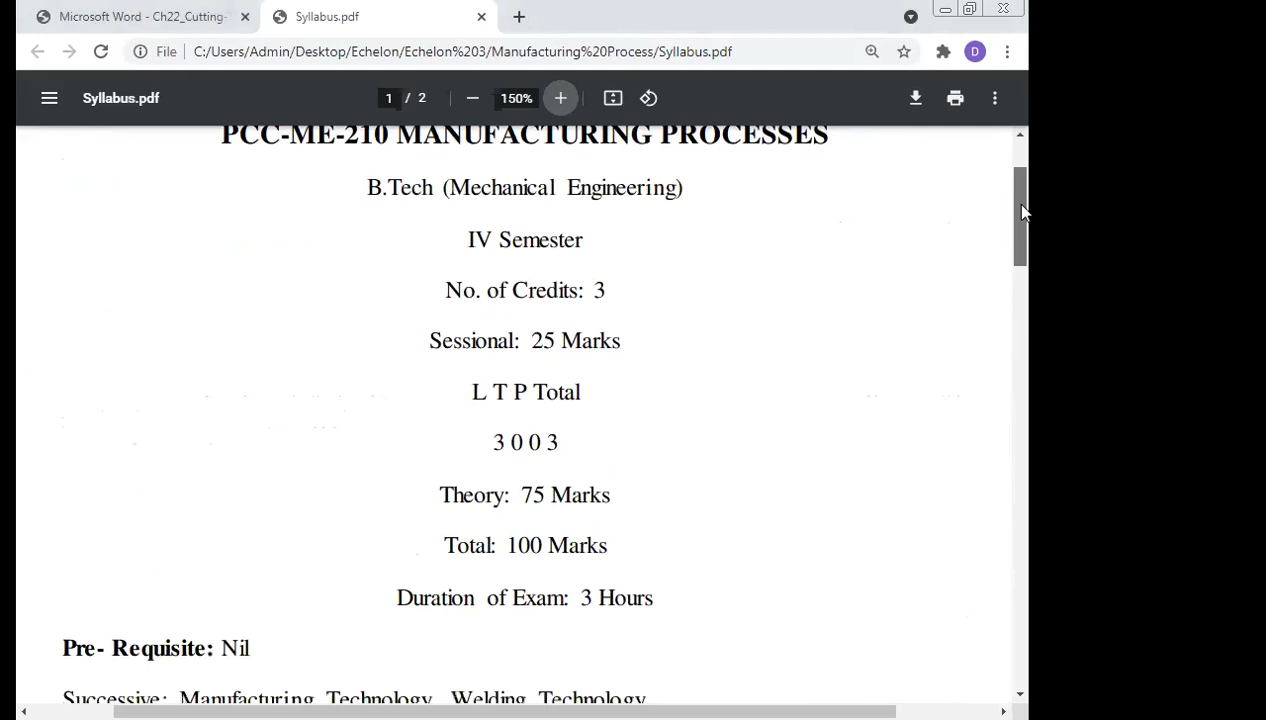 Microsoft Word - Ch22_Cutting-
Syllabus.pdf
File C:/Users/Admin/Desktop/Echelon/Echelon%203/Manufacturing%20Process/Syllabus.pdf
D
Syllabus.pdf
1 / 2
150%
PCC-ME-210 MANUFACTURING PROCESSES
B.Tech (Mechanical Engineering)
IV Semester
No. of Credits: 3
Sessional: 25 Marks
L T P Total
3 0 0 3
Theory: 75 Marks
Total: 100 Marks
Duration of Exam: 3 Hours
Pre- Requisite: Nil
Successive: Manufacturing Technology, Welding Technology